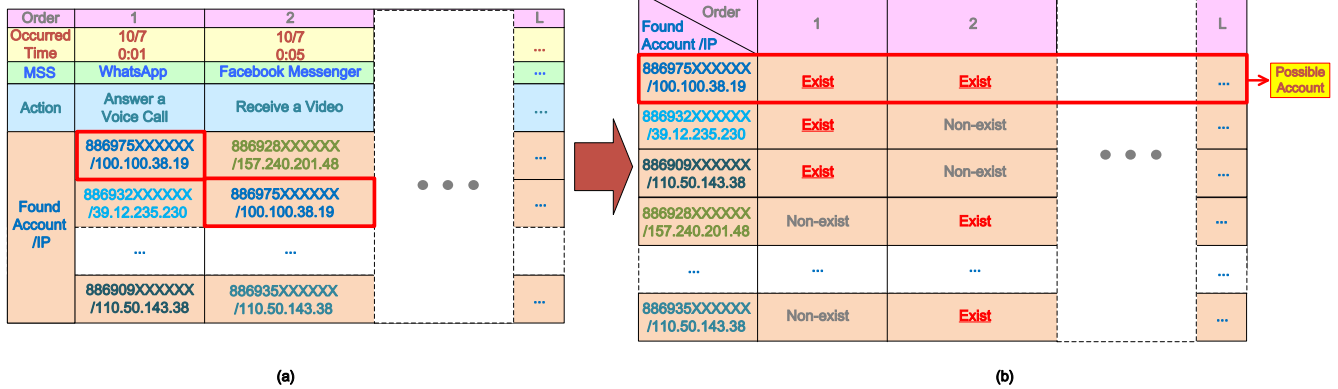 Order 1 2 L
Occurred Time 10/7 0:01 10/7 0:05 ...
MSS WhatsApp Facebook Messenger ...
Action Answer a Voice Call Receive a Video ...
Found Account /IP
886975XXXXXX /100.100.38.19 886928XXXXXX /157.240.201.48 ...
886932XXXXXX /39.12.235.230 886975XXXXXX /100.100.38.19 ...
... ...
886909XXXXXX /110.50.143.38 886935XXXXXX /110.50.143.38 ...
(a)
Order
Found Account /IP 1 2 L
886975XXXXXX /100.100.38.19 Exist Exist ...
Possible Account
886932XXXXXX /39.12.235.230 Exist Non-exist ...
886909XXXXXX /110.50.143.38 Exist Non-exist ...
886928XXXXXX /157.240.201.48 Non-exist Exist ...
... ... ... ...
886935XXXXXX /110.50.143.38 Non-exist Exist ...
(b)